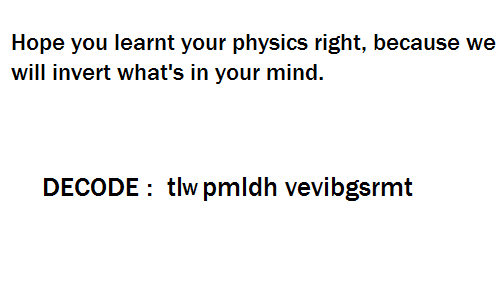 Hope you learnt your physics right, because we
will invert what's in your mind.
DECODE : tlw pmldh vevibgsrmt